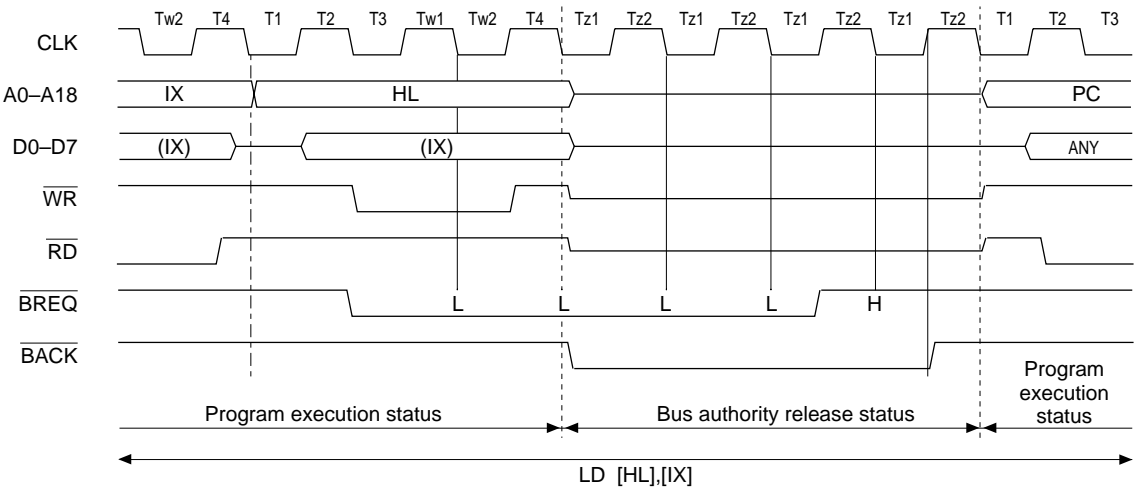 Tw2 T4 T1 T2 T3 Tw1 Tw2 T4 Tz1 Tz2 Tz1 Tz2 Tz1 Tz2 Tz1 Tz2 T1 T2 T3
CLK
A0–A18 IX HL PC
D0–D7 (IX) (IX) ANY
WR
RD
BREQ L L L L H
BACK
Program execution status Bus authority release status Program
execution
status
LD [HL],[IX]